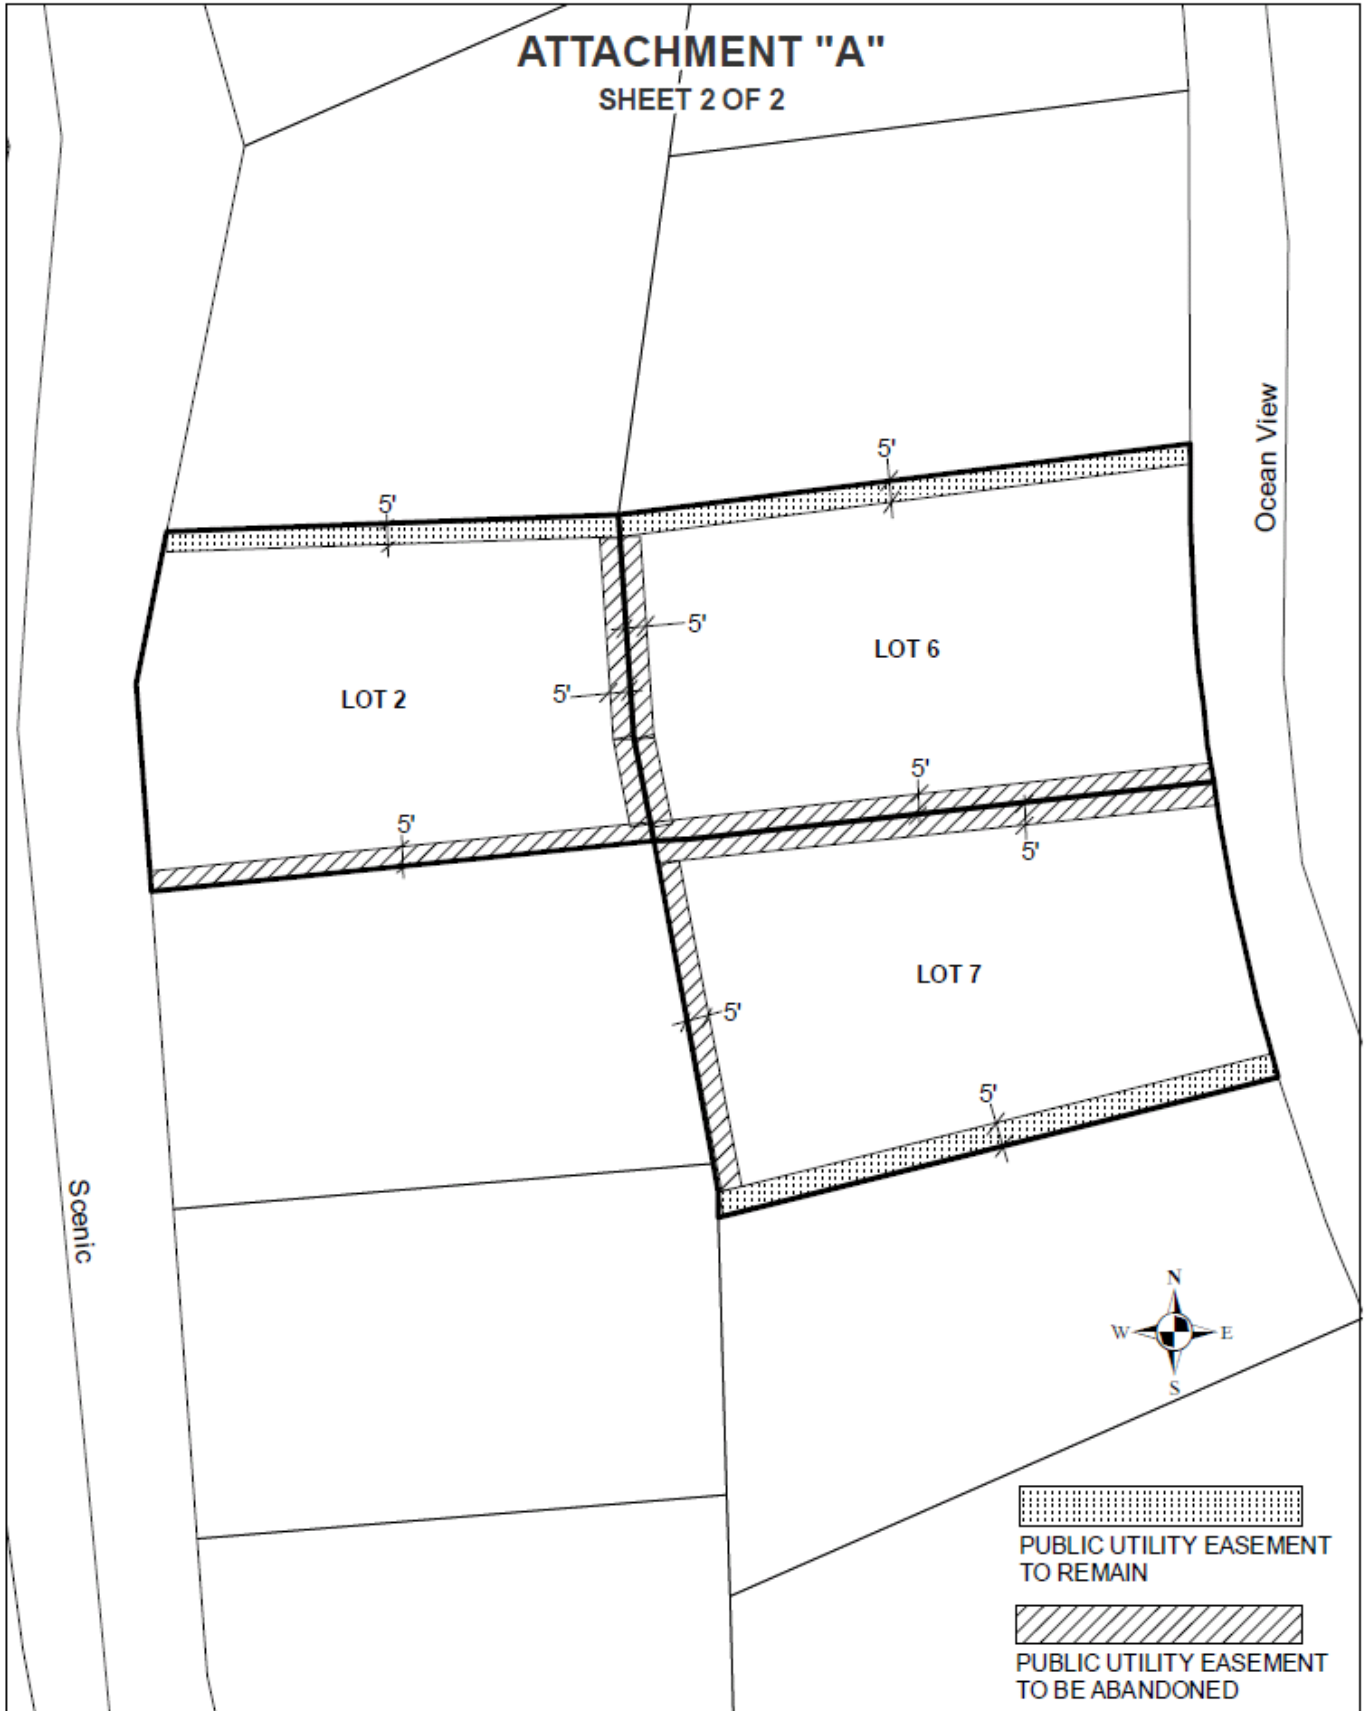 ATTACHMENT "A"
SHEET 2 OF 2
Ocean View
5'
5'
5'
LOT 6
5'
LOT 2
5'
5'
5'
LOT 7
5'
5'
Scenic
N
W E
S
PUBLIC UTILITY EASEMENT
TO REMAIN
PUBLIC UTILITY EASEMENT
TO BE ABANDONED